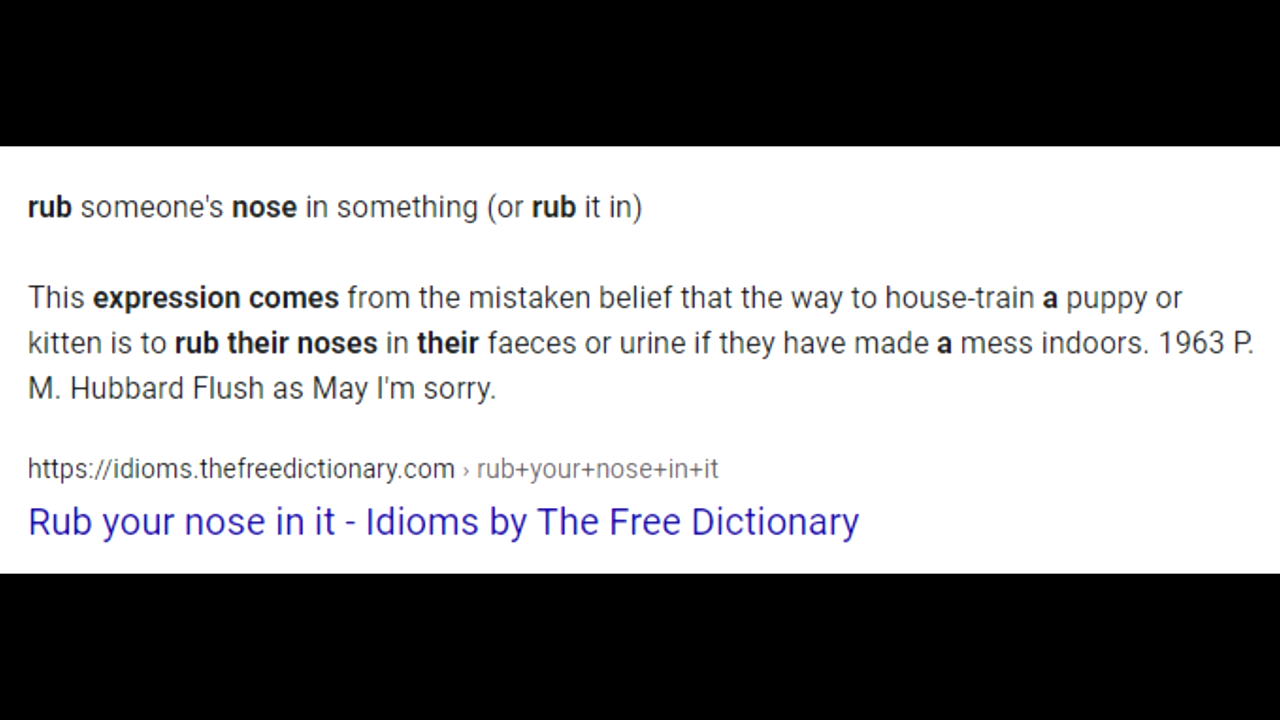 rub someone's nose in something (or rub it in)
This expression comes from the mistaken belief that the way to house-train a puppy or
kitten is to rub their noses in their faeces or urine if they have made a mess indoors. 1963 P.
M. Hubbard Flush as May I'm sorry.
https://idioms.thefreedictionary.com › rub+your+nose+in+it
Rub your nose in it - Idioms by The Free Dictionary